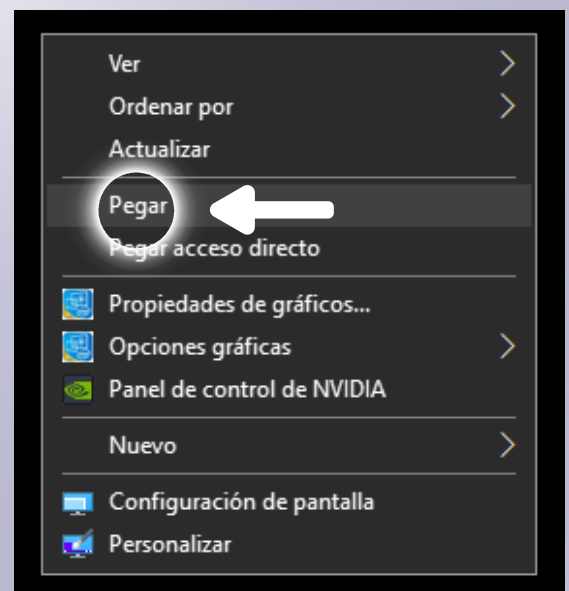 Ver
Ordenar por
Actualizar
Pegar
Pegar acceso directo
Propiedades de gráficos...
Opciones gráficas
Panel de control de NVIDIA
Nuevo
Configuración de pantalla
Personalizar